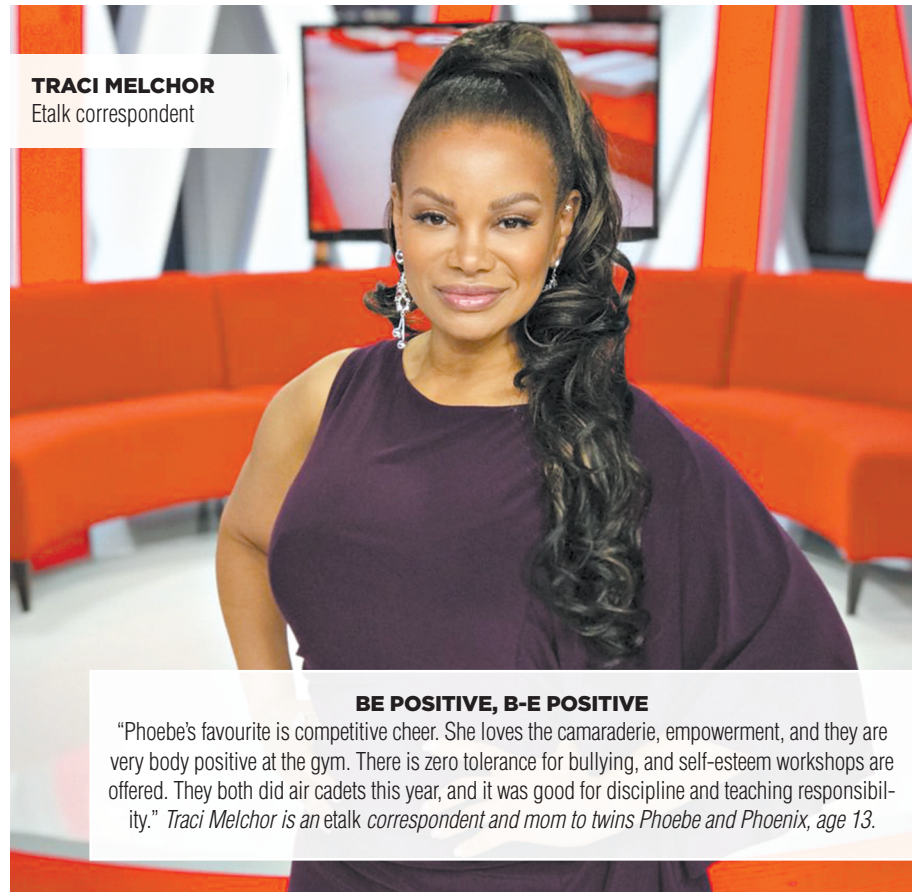 TRACI MELCHOR
Etalk correspondent
BE POSITIVE, B-E POSITIVE
“Phoebe’s favourite is competitive cheer. She loves the camaraderie, empowerment, and they are
very body positive at the gym. There is zero tolerance for bullying, and self-esteem workshops are
offered. They both did air cadets this year, and it was good for discipline and teaching responsibil-
ity.” Traci Melchor is an etalk correspondent and mom to twins Phoebe and Phoenix, age 13.